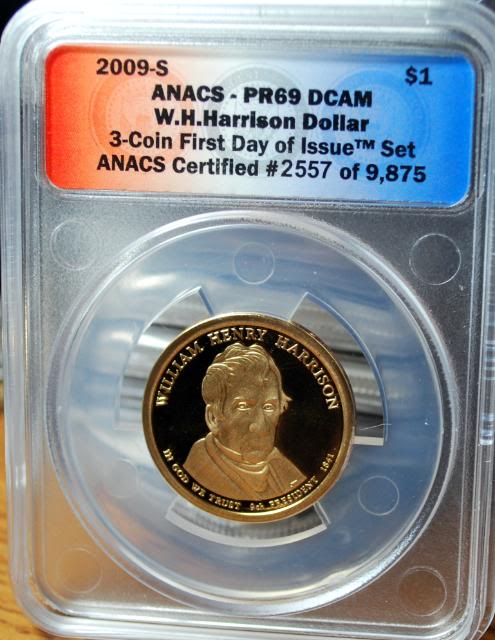 2009-S $1
ANACS - PR69 DCAM
W.H.Harrison Dollar
3-Coin First Day of Issue™ Set
ANACS Certified #2557 of 9,875
WILLIAM HENRY HARRISON
IN GOD WE TRUST 9th PRESIDENT 1841